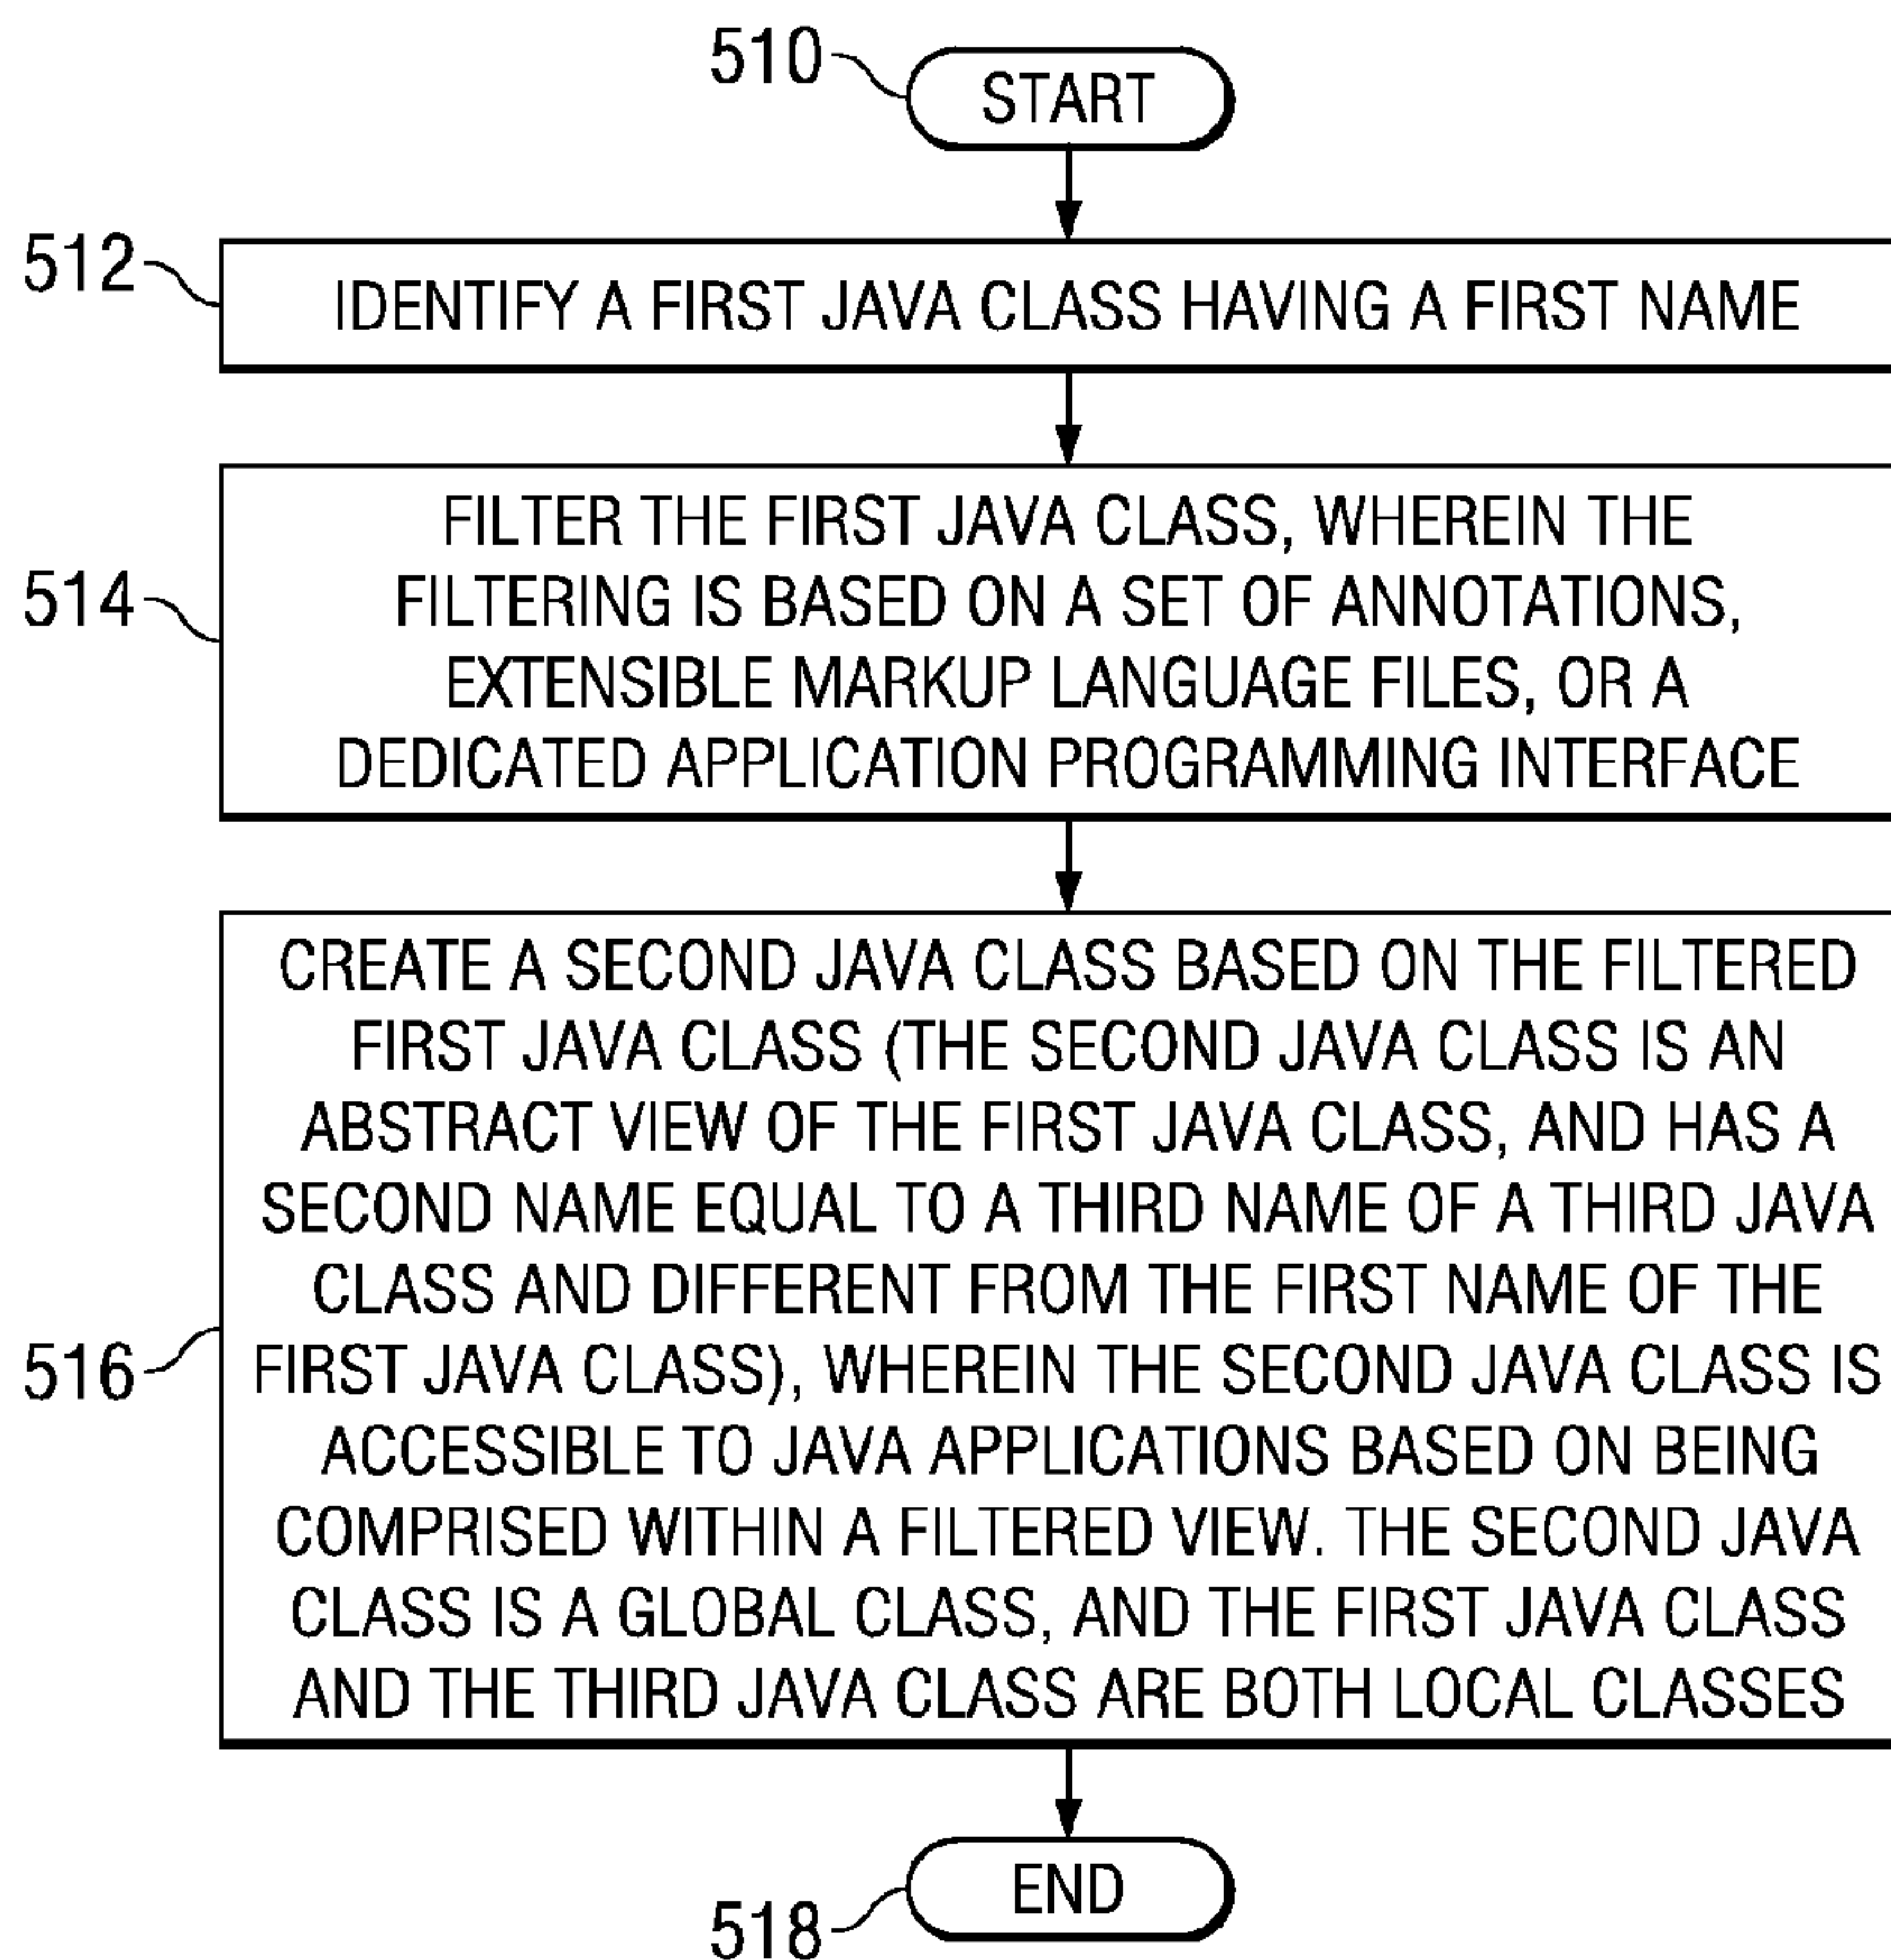 510
START
512
IDENTIFY A FIRST JAVA CLASS HAVING A FIRST NAME
514
FILTER THE FIRST JAVA CLASS, WHEREIN THE
FILTERING IS BASED ON A SET OF ANNOTATIONS,
EXTENSIBLE MARKUP LANGUAGE FILES, OR A
DEDICATED APPLICATION PROGRAMMING INTERFACE
516
CREATE A SECOND JAVA CLASS BASED ON THE FILTERED
FIRST JAVA CLASS (THE SECOND JAVA CLASS IS AN
ABSTRACT VIEW OF THE FIRST JAVA CLASS, AND HAS A
SECOND NAME EQUAL TO A THIRD NAME OF A THIRD JAVA
CLASS AND DIFFERENT FROM THE FIRST NAME OF THE
FIRST JAVA CLASS), WHEREIN THE SECOND JAVA CLASS IS
ACCESSIBLE TO JAVA APPLICATIONS BASED ON BEING
COMPRISED WITHIN A FILTERED VIEW. THE SECOND JAVA
CLASS IS A GLOBAL CLASS, AND THE FIRST JAVA CLASS
AND THE THIRD JAVA CLASS ARE BOTH LOCAL CLASSES
END
518